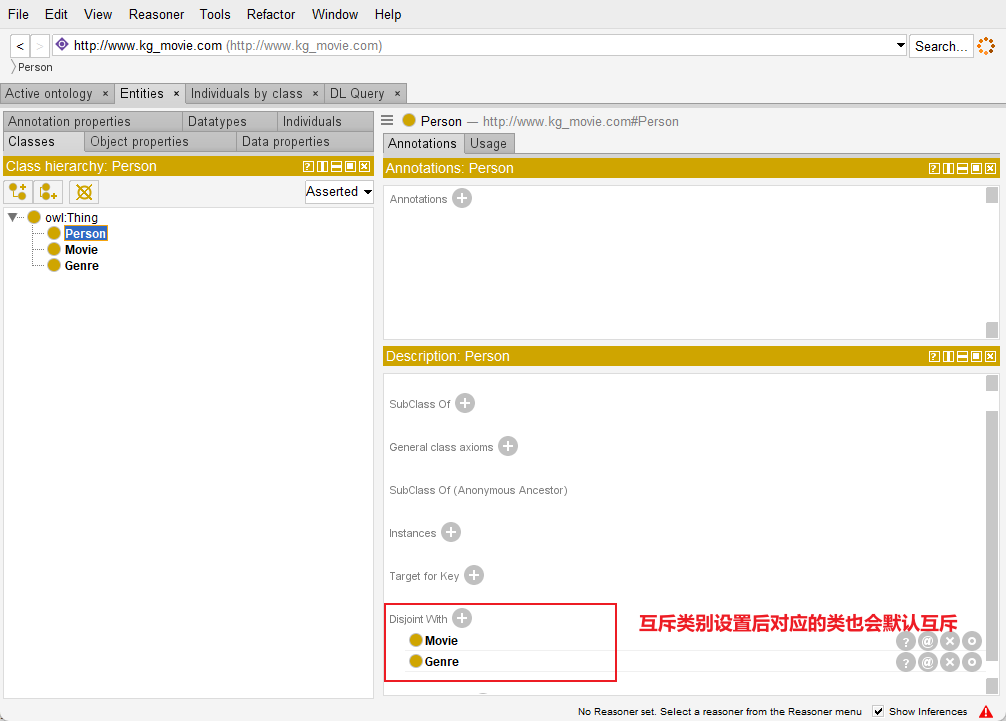 File Edit View Reasoner Tools Refactor Window Help
< > http://www.kg_movie.com (http://www.kg_movie.com) Search...
Person
Active ontology × Entities × Individuals by class × DL Query ×
Annotation properties Datatypes Individuals
Classes Object properties Data properties
Class hierarchy: Person
Asserted
owl:Thing
Person
Movie
Genre
Person — http://www.kg_movie.com#Person
Annotations Usage
Annotations: Person
Annotations
Description: Person
SubClass Of
General class axioms
SubClass Of (Anonymous Ancestor)
Instances
Target for Key
Disjoint With
互斥类别设置后对应的类也会默认互斥
Movie
Genre
No Reasoner set. Select a reasoner from the Reasoner menu Show Inferences